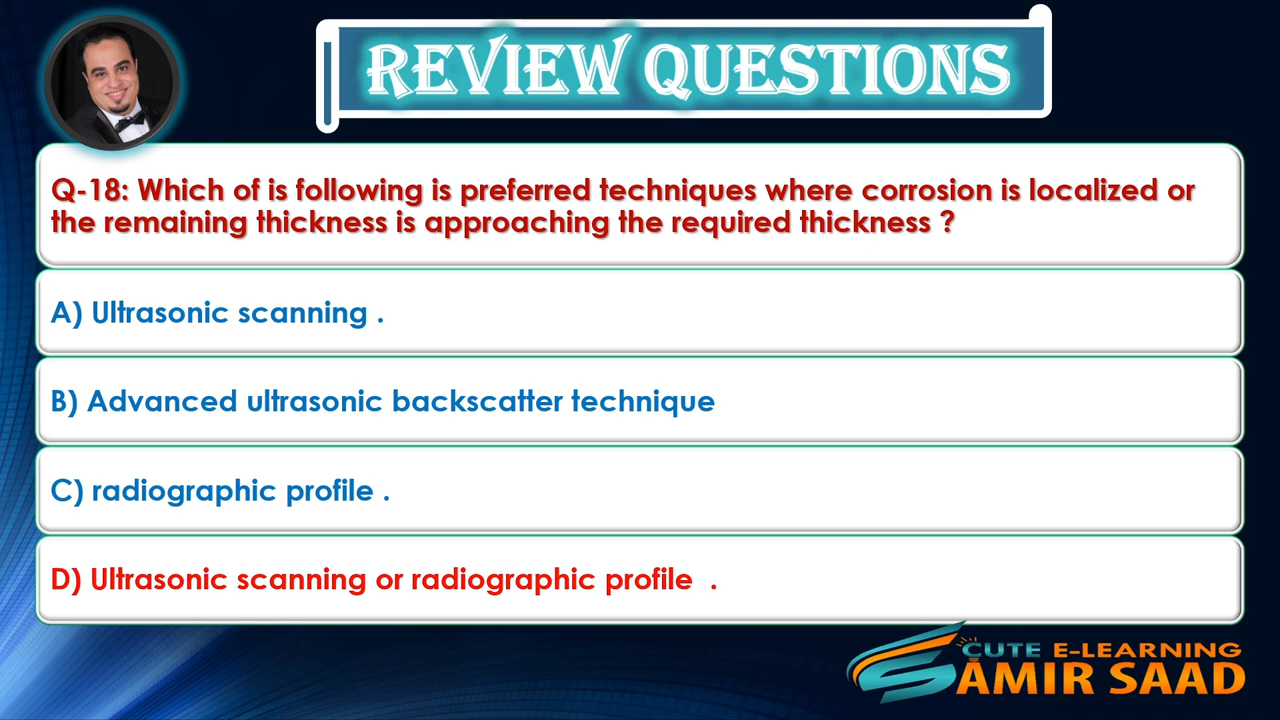 REVIEW QUESTIONS
Q-18: Which of is following is preferred techniques where corrosion is localized or
the remaining thickness is approaching the required thickness ?
A) Ultrasonic scanning .
B) Advanced ultrasonic backscatter technique
C) radiographic profile .
D) Ultrasonic scanning or radiographic profile  .
CUTE E-LEARNING
AMIR SAAD